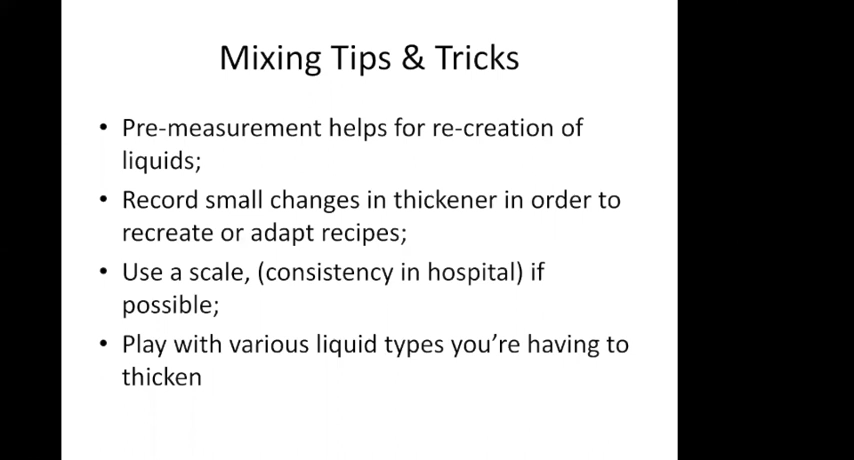 Mixing Tips & Tricks
• Pre-measurement helps for re-creation of
liquids;
• Record small changes in thickener in order to
recreate or adapt recipes;
• Use a scale, (consistency in hospital) if
possible;
• Play with various liquid types you’re having to
thicken